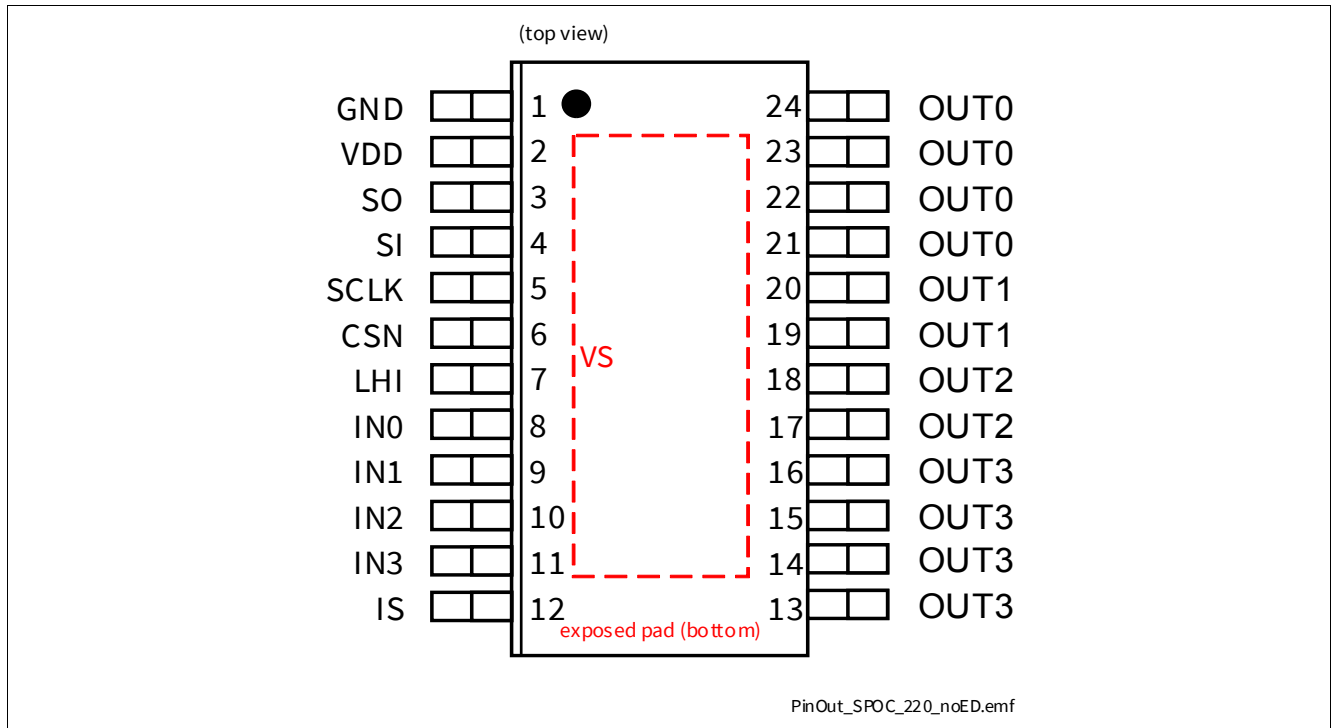 (top view)
GND 1 24 OUT0
VDD 2 23 OUT0
SO 3 22 OUT0
SI 4 21 OUT0
SCLK 5 20 OUT1
CSN 6 19 OUT1
VS
LHI 7 18 OUT2
IN0 8 17 OUT2
IN1 9 16 OUT3
IN2 10 15 OUT3
IN3 11 14 OUT3
IS 12 13 OUT3
exposed pad (bottom)
PinOut_SPOC_220_noED.emf